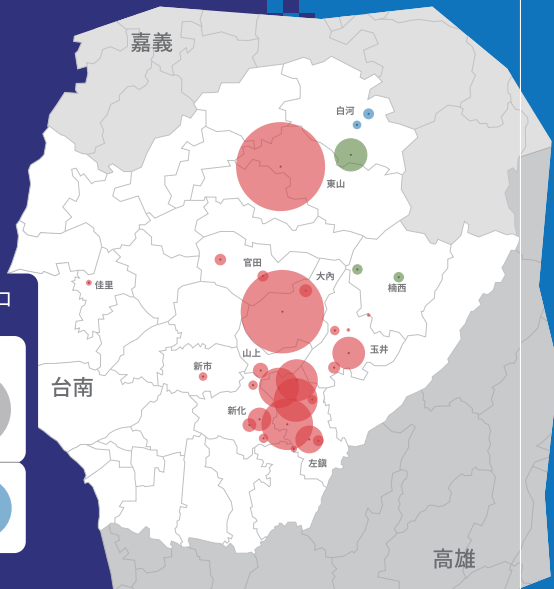 嘉義
白河
東山
官田
大內
楠西
佳里
口
山上
玉井
新市
台南
新化
左鎮
高雄